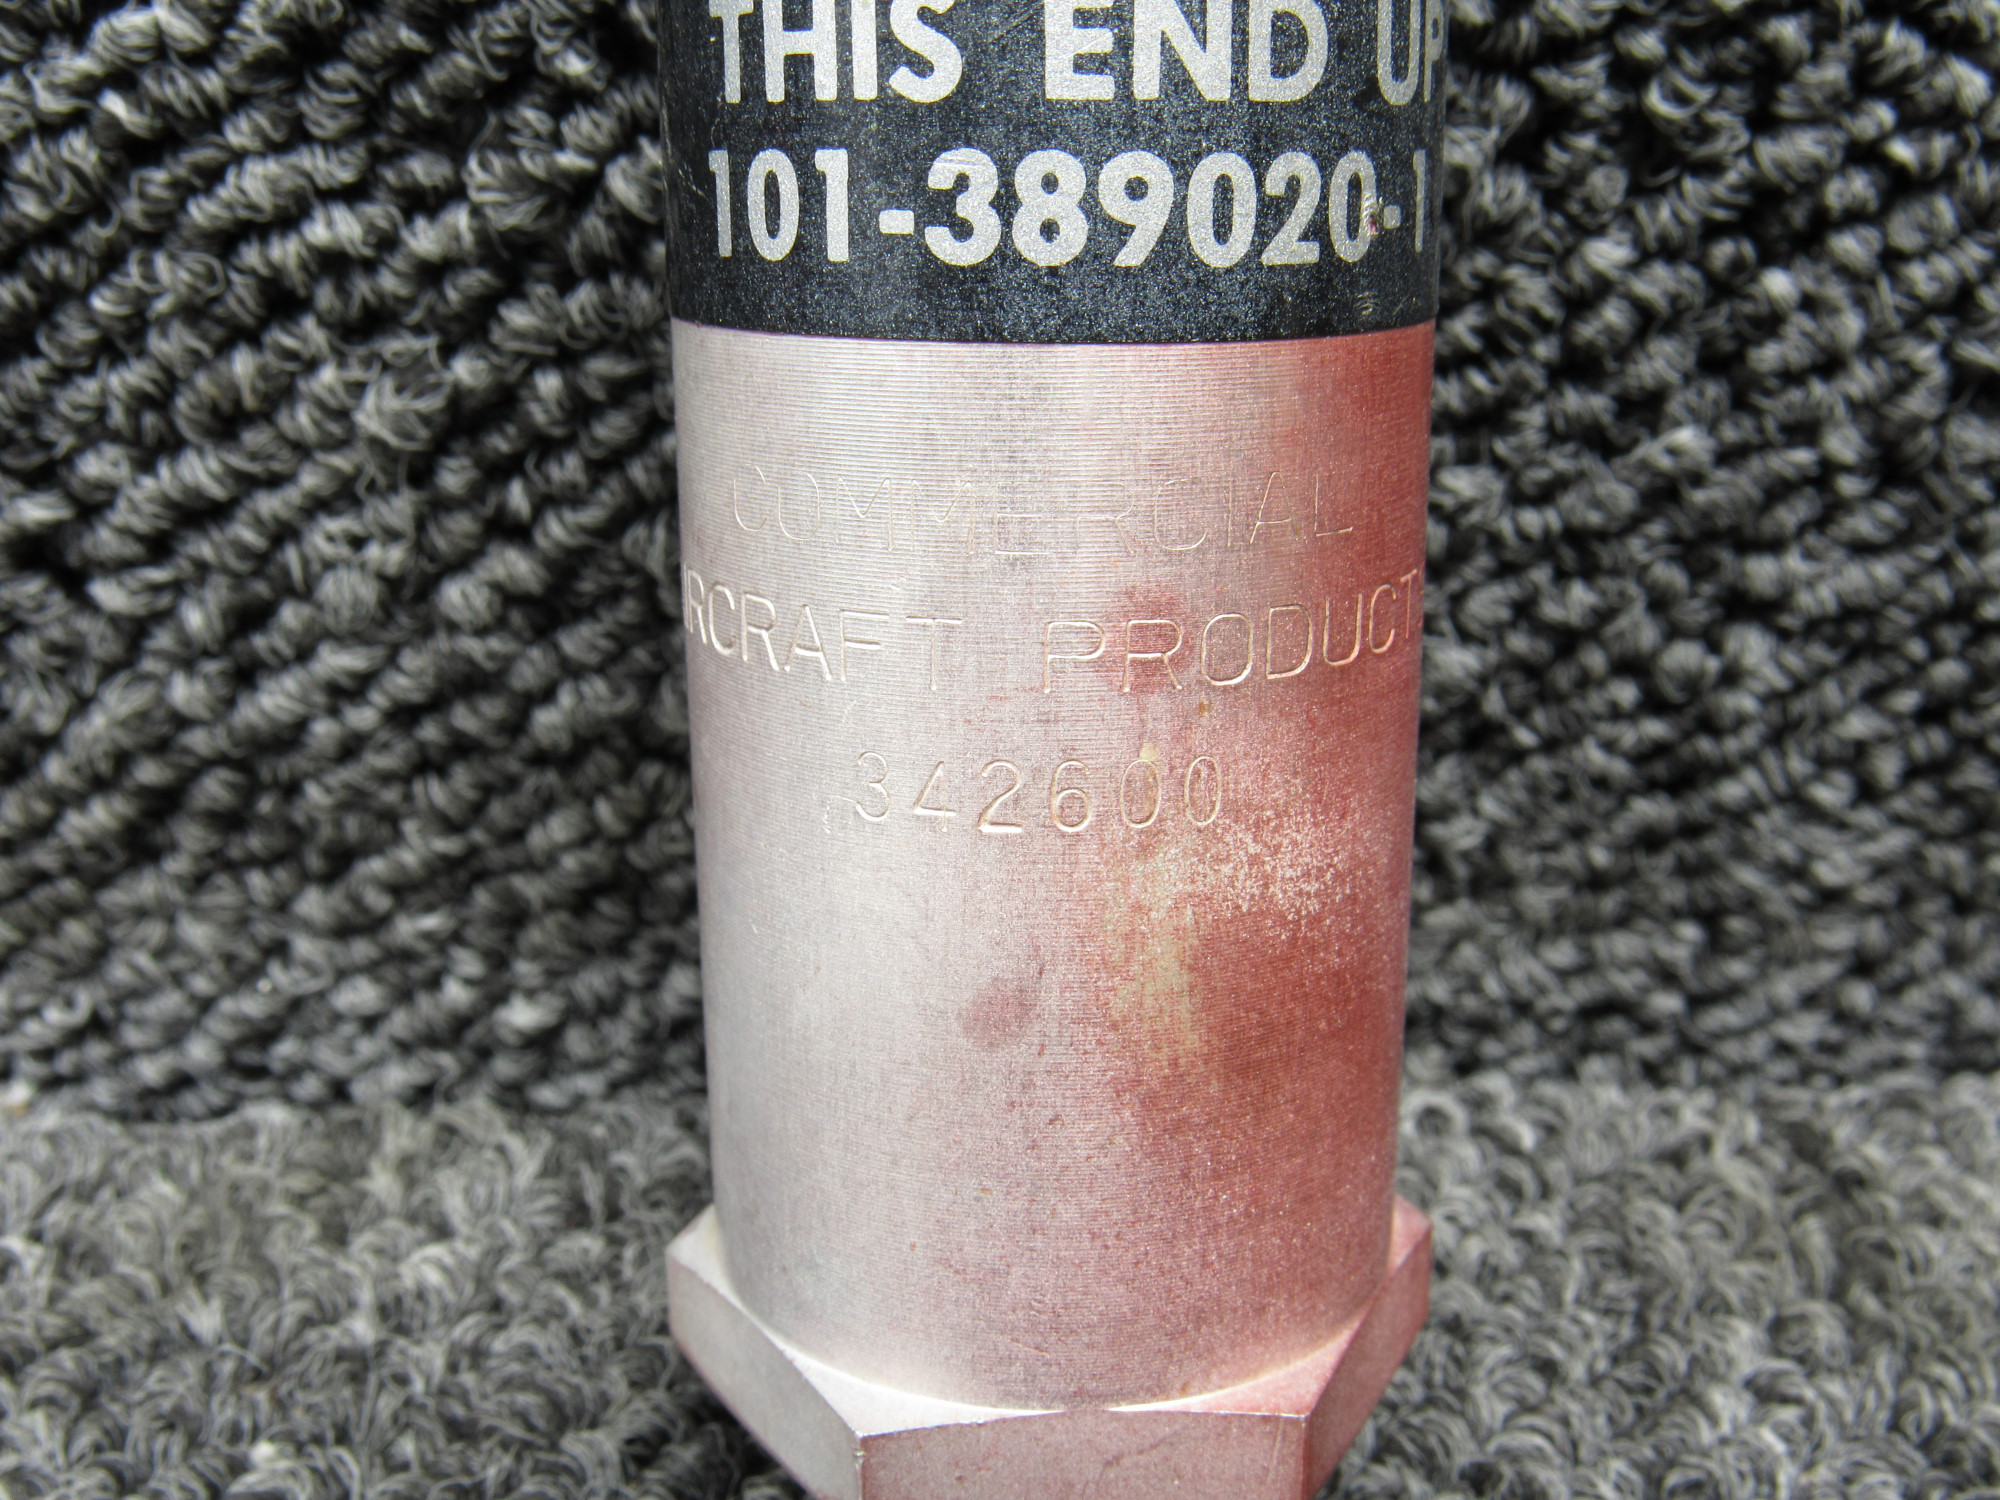 THIS END UP
101-389020-1
COMMERCIAL
IRCRAFT PRODUCT
342600